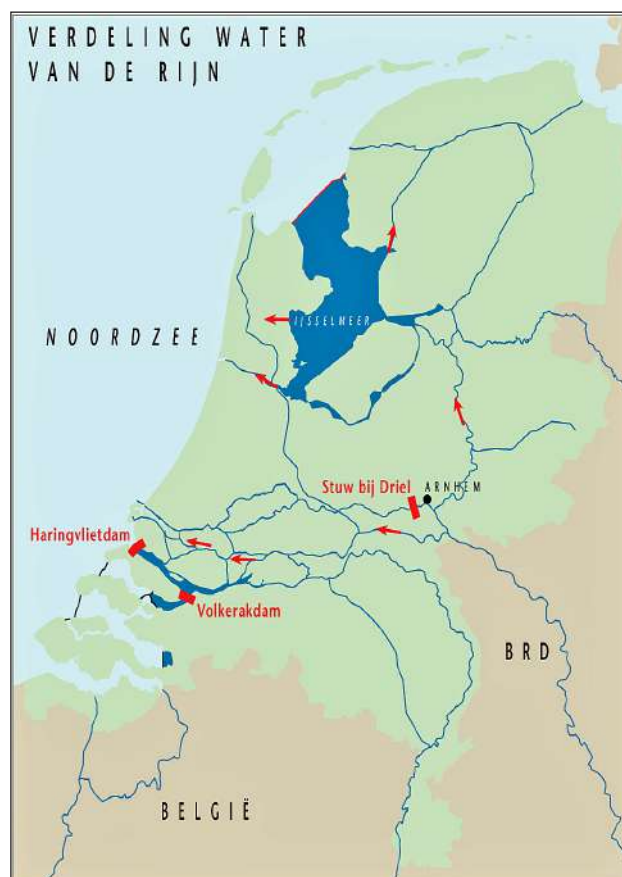 VERDELING WATER
VAN DE RIJN
IJSSELMEER
NOORDZEE
Stuw bij Driel
ARNHEM
Haringvlietdam
Volkerakdam
BRD
BELGIË